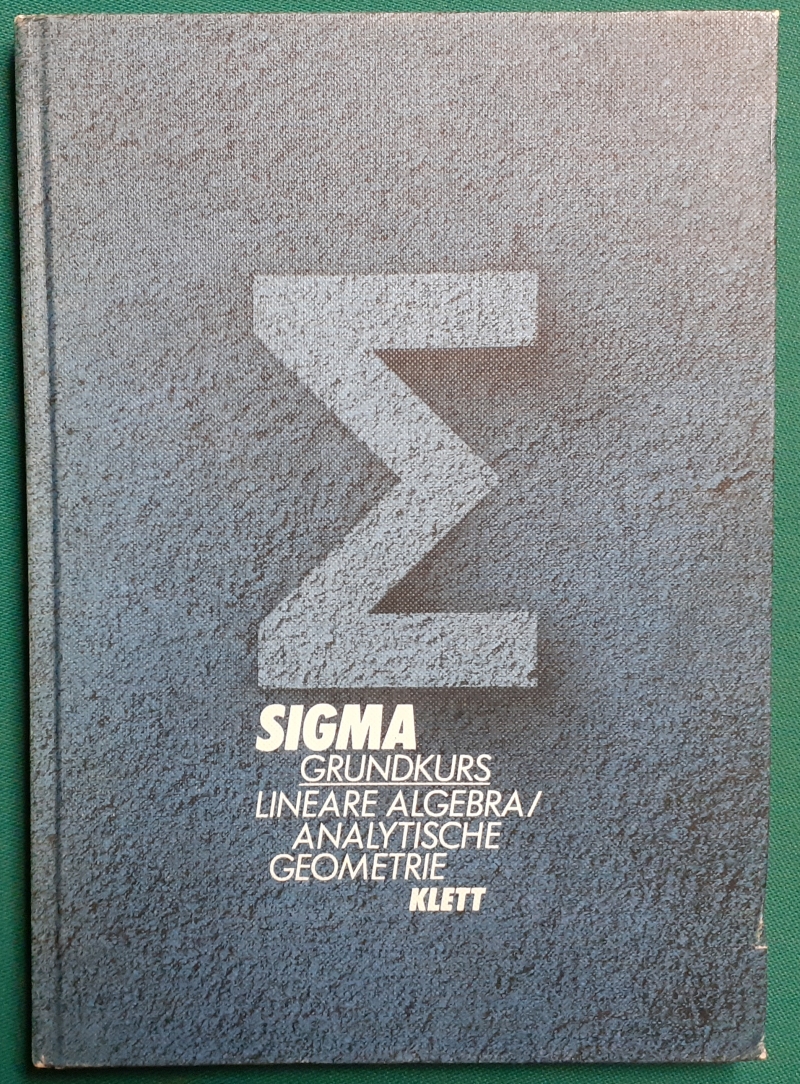 Σ
SIGMA
GRUNDKURS
LINEARE ALGEBRA/
ANALYTISCHE
GEOMETRIE
KLETT